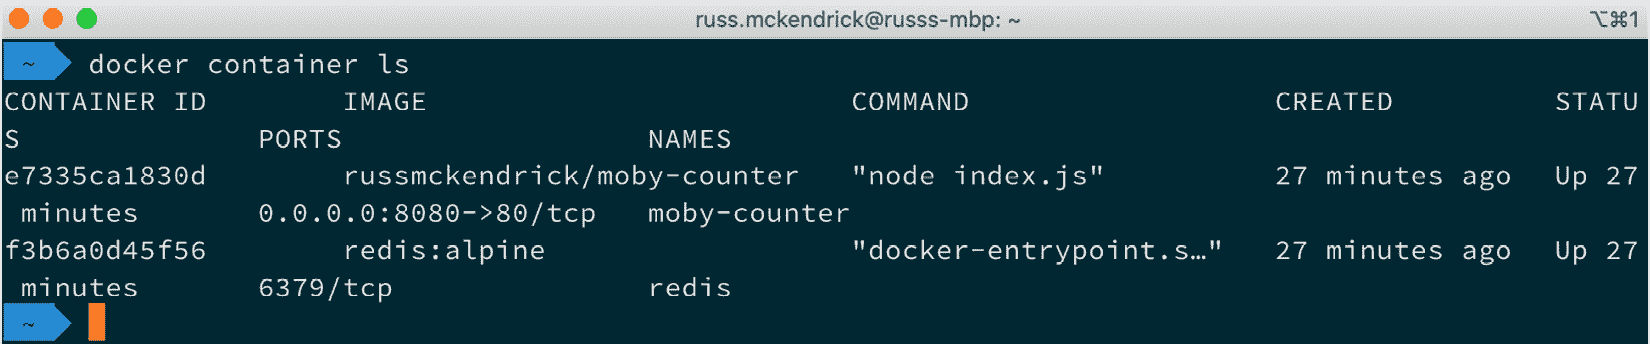 russ.mckendrick@russs-mbp: ~ ⌥⌘1
~ docker container ls
CONTAINER ID IMAGE COMMAND CREATED STATU
S PORTS NAMES
e7335ca1830d russmckendrick/moby-counter "node index.js" 27 minutes ago Up 27
minutes 0.0.0.0:8080->80/tcp moby-counter
f3b6a0d45f56 redis:alpine "docker-entrypoint.s…" 27 minutes ago Up 27
minutes 6379/tcp redis
~